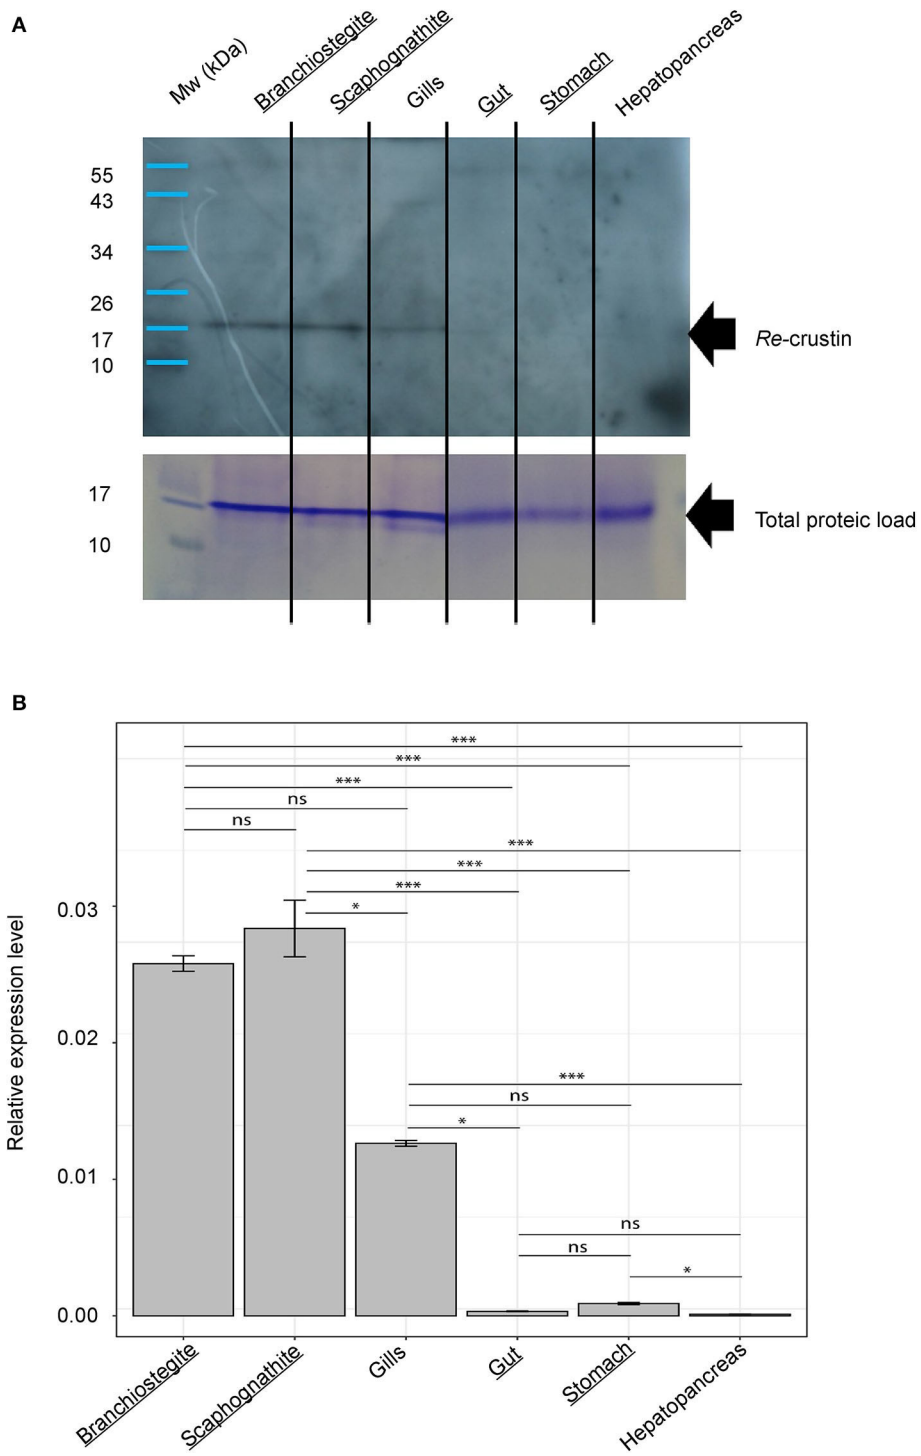 A
Mw (kDa)
Branchiostegite
Scaphognathite
Gills
Gut
Stomach
Hepatopancreas
55
43
34
26
17
10
Re-crustin
17
10
Total proteic load
B
***
***
***
ns
ns
***
***
***
*
***
ns
*
ns
ns
*
Relative expression level
0.03
0.02
0.01
0.00
Branchiostegite
Scaphognathite
Gills
Gut
Stomach
Hepatopancreas